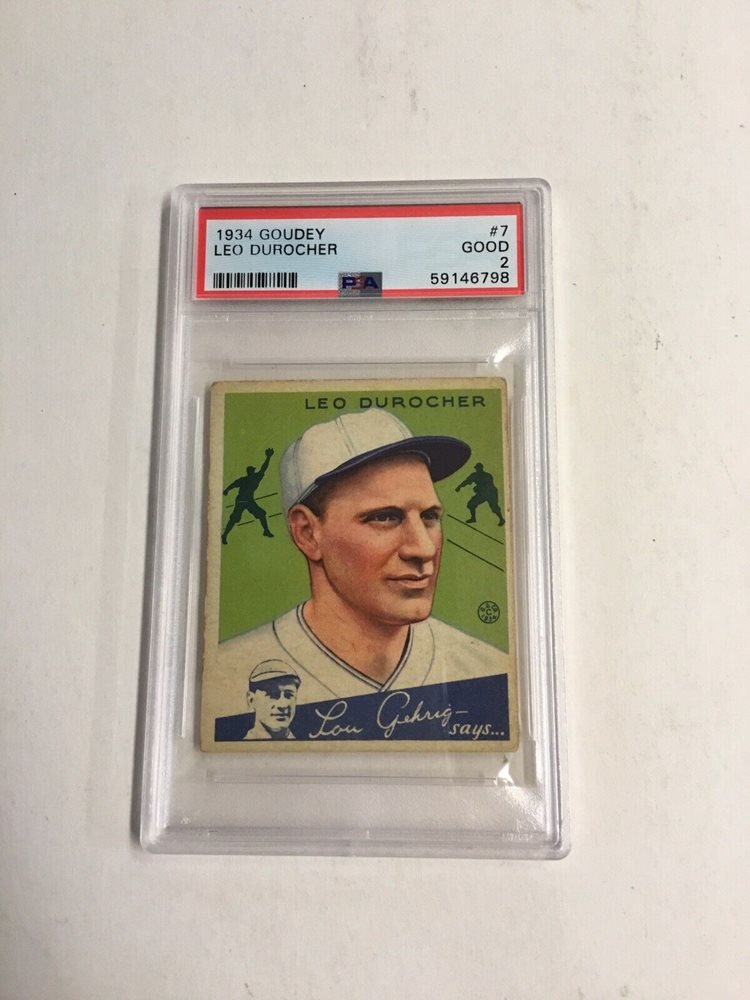 1934 GOUDEY #7
LEO DUROCHER GOOD
2
PSA 59146798
LEO DUROCHER
Lou Gehrig—
says...